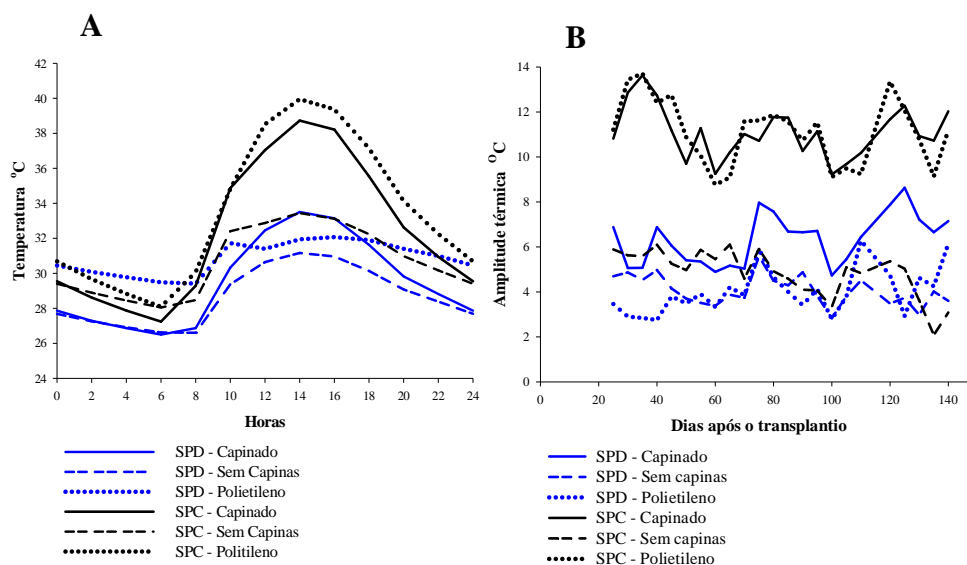 A
Temperatura °C
42
40
38
36
34
32
30
28
26
24
0 2 4 6 8 10 12 14 16 18 20 22 24
Horas
SPD - Capinado
SPD - Sem Capinas
SPD - Polietileno
SPC - Capinado
SPC - Sem Capinas
SPC - Politileno
B
Amplitude térmica °C
14
12
10
8
6
4
2
0
0 20 40 60 80 100 120 140
Dias após o transplantio
SPD - Capinado
SPD - Sem capinas
SPD - Polietileno
SPC - Capinado
SPC - Sem capinas
SPC - Polietileno